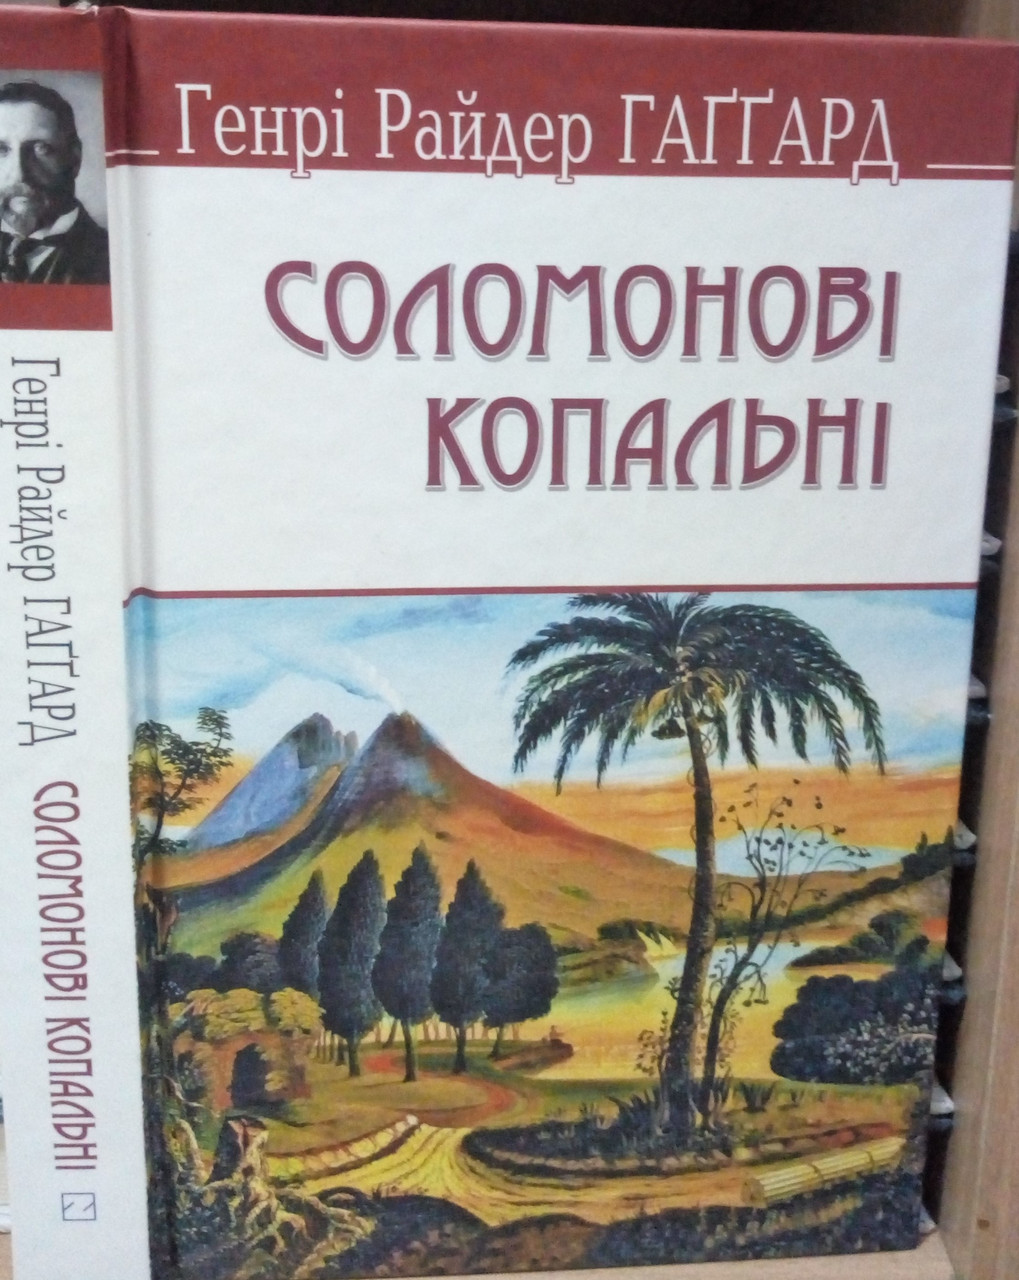 Генрі Райдер ГАҐҐАРД
СОЛОМОНОВІ
КОПАЛЬНІ
Генрі Райдер ГАҐҐАРД СОЛОМОНОВІ КОПАЛЬНІ